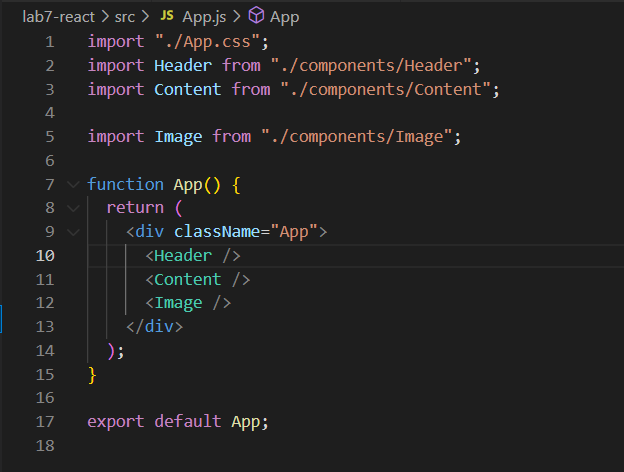 lab7-react > src > JS App.js > App
1 import "./App.css";
2 import Header from "./components/Header";
3 import Content from "./components/Content";
4
5 import Image from "./components/Image";
6
7 function App() {
8   return (
9     <div className="App">
10       <Header />
11       <Content />
12       <Image />
13     </div>
14   );
15 }
16
17 export default App;
18